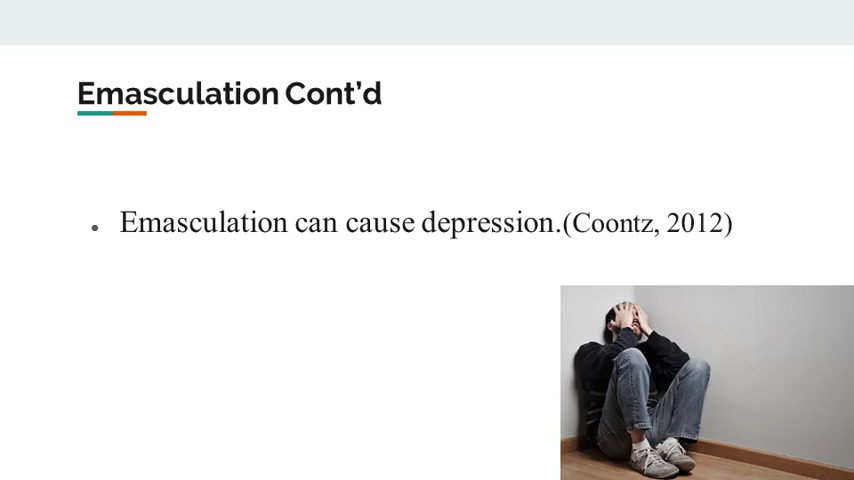 Emasculation Cont’d
● Emasculation can cause depression.(Coontz, 2012)